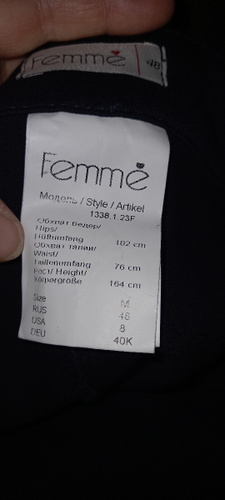 Femme
48
Femme
Модель / Style / Artikel
1338.1.23F
Обхват бедер/
Hips/
Hüftumfang 102 cm
Обхват талии/
Waist/
Taillenumfang 76 cm
Рост/ Height/
Körpergröße 164 cm
Size M
RUS 48
USA 8
DEU 40K